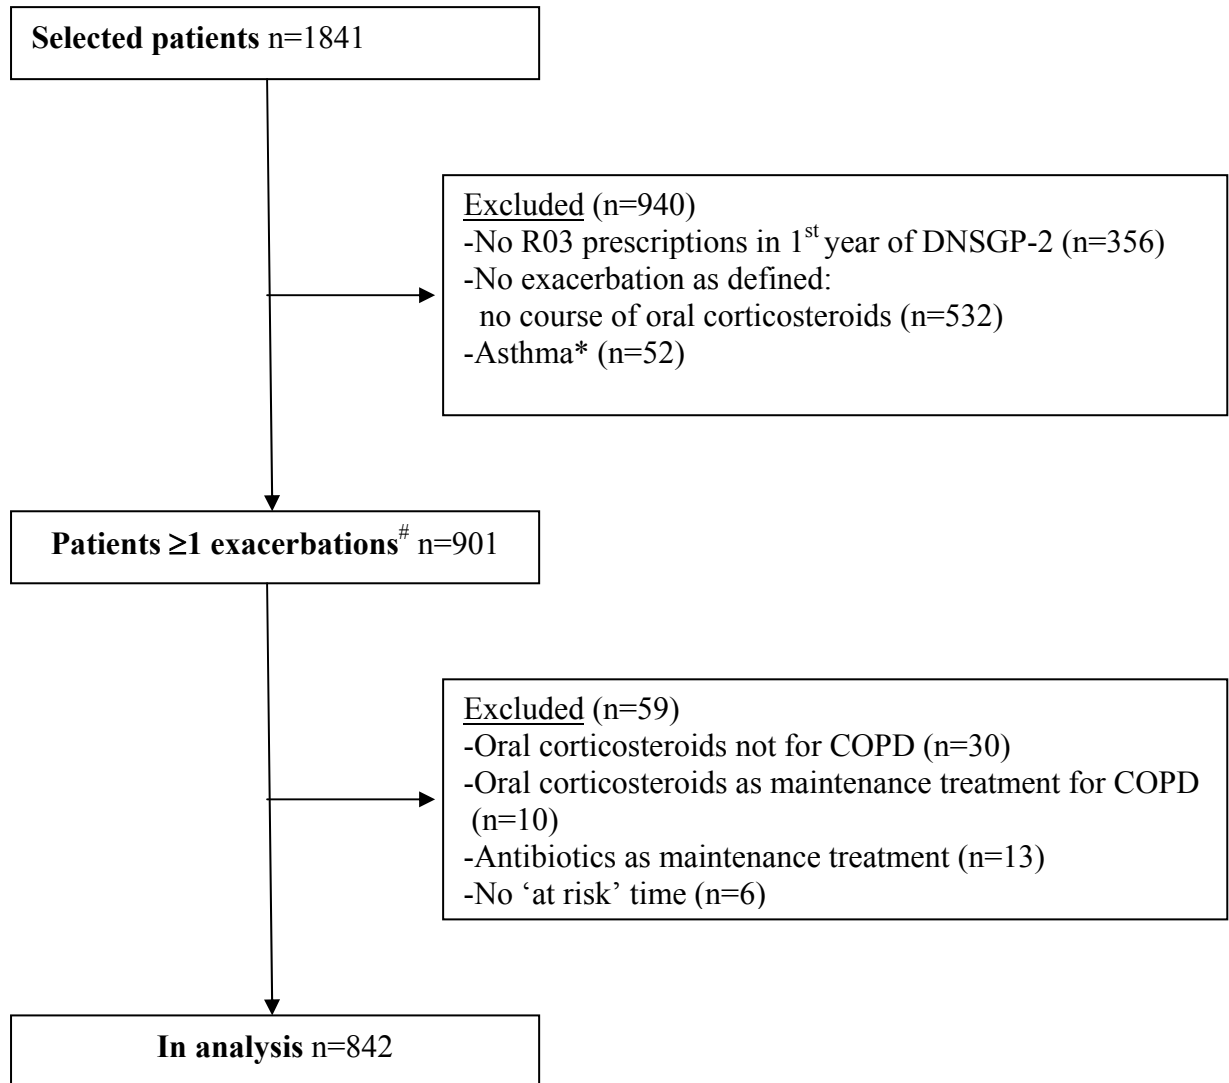 Selected patients n=1841
Excluded (n=940)
-No R03 prescriptions in 1st year of DNSGP-2 (n=356)
-No exacerbation as defined:
no course of oral corticosteroids (n=532)
-Asthma* (n=52)
Patients ≥1 exacerbations# n=901
Excluded (n=59)
-Oral corticosteroids not for COPD (n=30)
-Oral corticosteroids as maintenance treatment for COPD
(n=10)
-Antibiotics as maintenance treatment (n=13)
-No ‘at risk’ time (n=6)
In analysis n=842